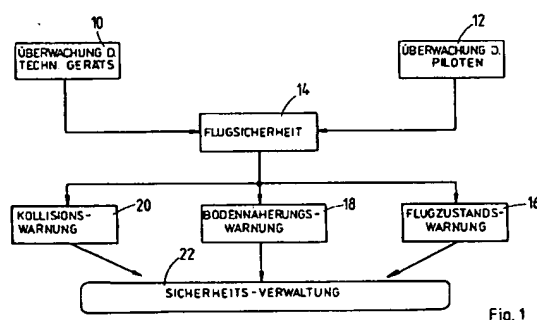 10
ÜBERWACHUNG D.
TECHN. GERÄTS
12
ÜBERWACHUNG D.
PILOTEN
14
FLUGSICHERHEIT
KOLLISIONS-
WARNUNG
20
BODENNÄHERUNGS-
WARNUNG
18
FLUGZUSTANDS-
WARNUNG
16
22
SICHERHEITS-VERWALTUNG
Fig. 1